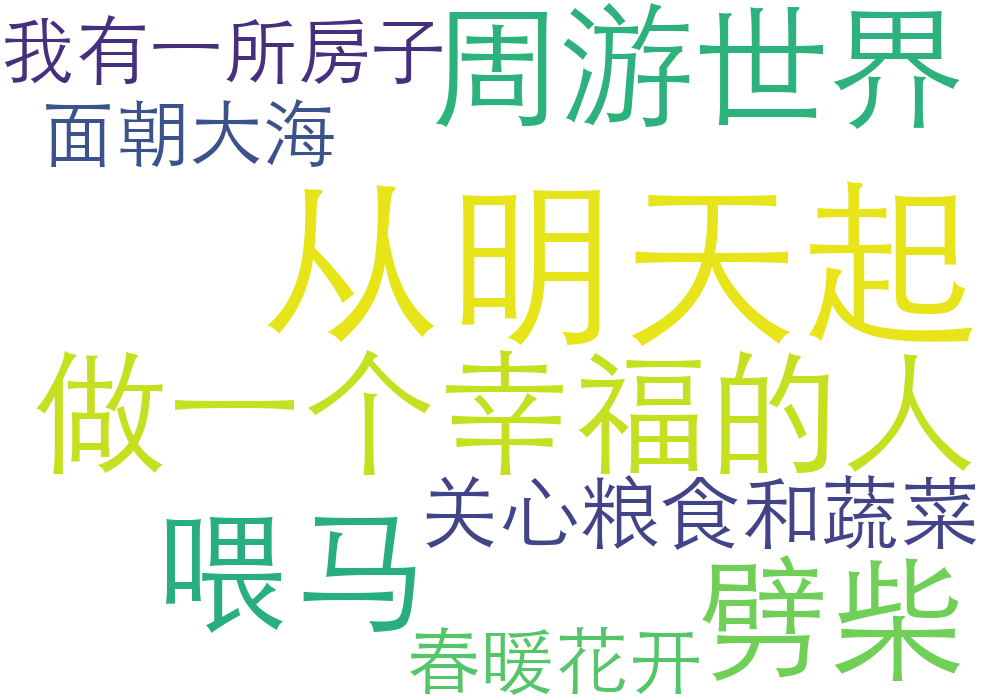 我有一所房子
周游世界
面朝大海
从明天起
做一个幸福的人
关心粮食和蔬菜
喂马
劈柴
春暖花开